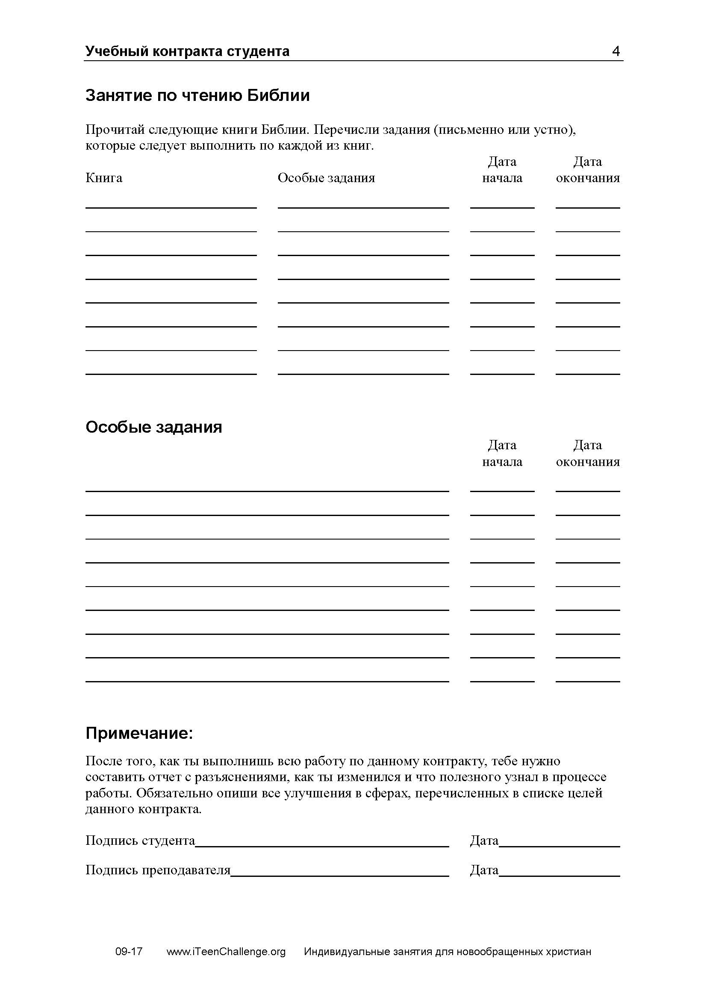 Учебный контракта студента 4
Занятие по чтению Библии
Прочитай следующие книги Библии. Перечисли задания (письменно или устно),
которые следует выполнить по каждой из книг.
Дата Дата
Книга Особые задания начала окончания
Особые задания
Дата Дата
начала окончания
Примечание:
После того, как ты выполнишь всю работу по данному контракту, тебе нужно
составить отчет с разъяснениями, как ты изменился и что полезного узнал в процессе
работы. Обязательно опиши все улучшения в сферах, перечисленных в списке целей
данного контракта.
Подпись студента Дата
Подпись преподавателя Дата
09-17 www.iTeenChallenge.org Индивидуальные занятия для новообращенных христиан